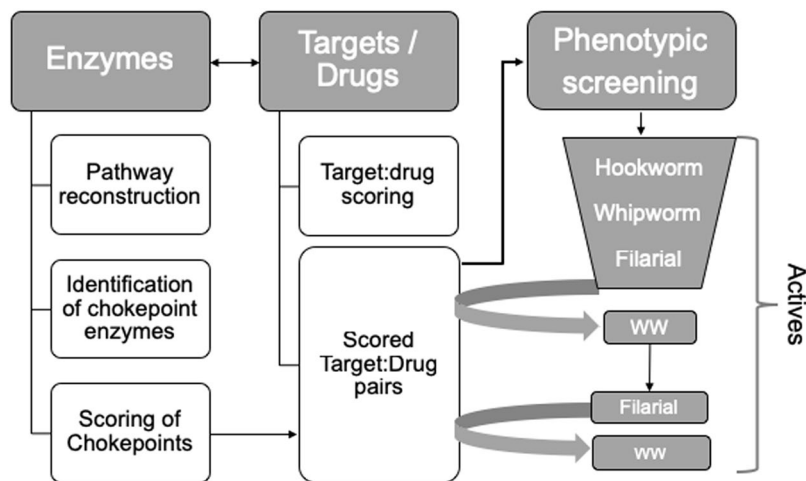 Enzymes
Targets /
Drugs
Phenotypic
screening
Pathway
reconstruction
Identification
of chokepoint
enzymes
Scoring of
Chokepoints
Target:drug
scoring
Scored
Target:Drug
pairs
Hookworm
Whipworm
Filarial
WW
Filarial
WW
Actives